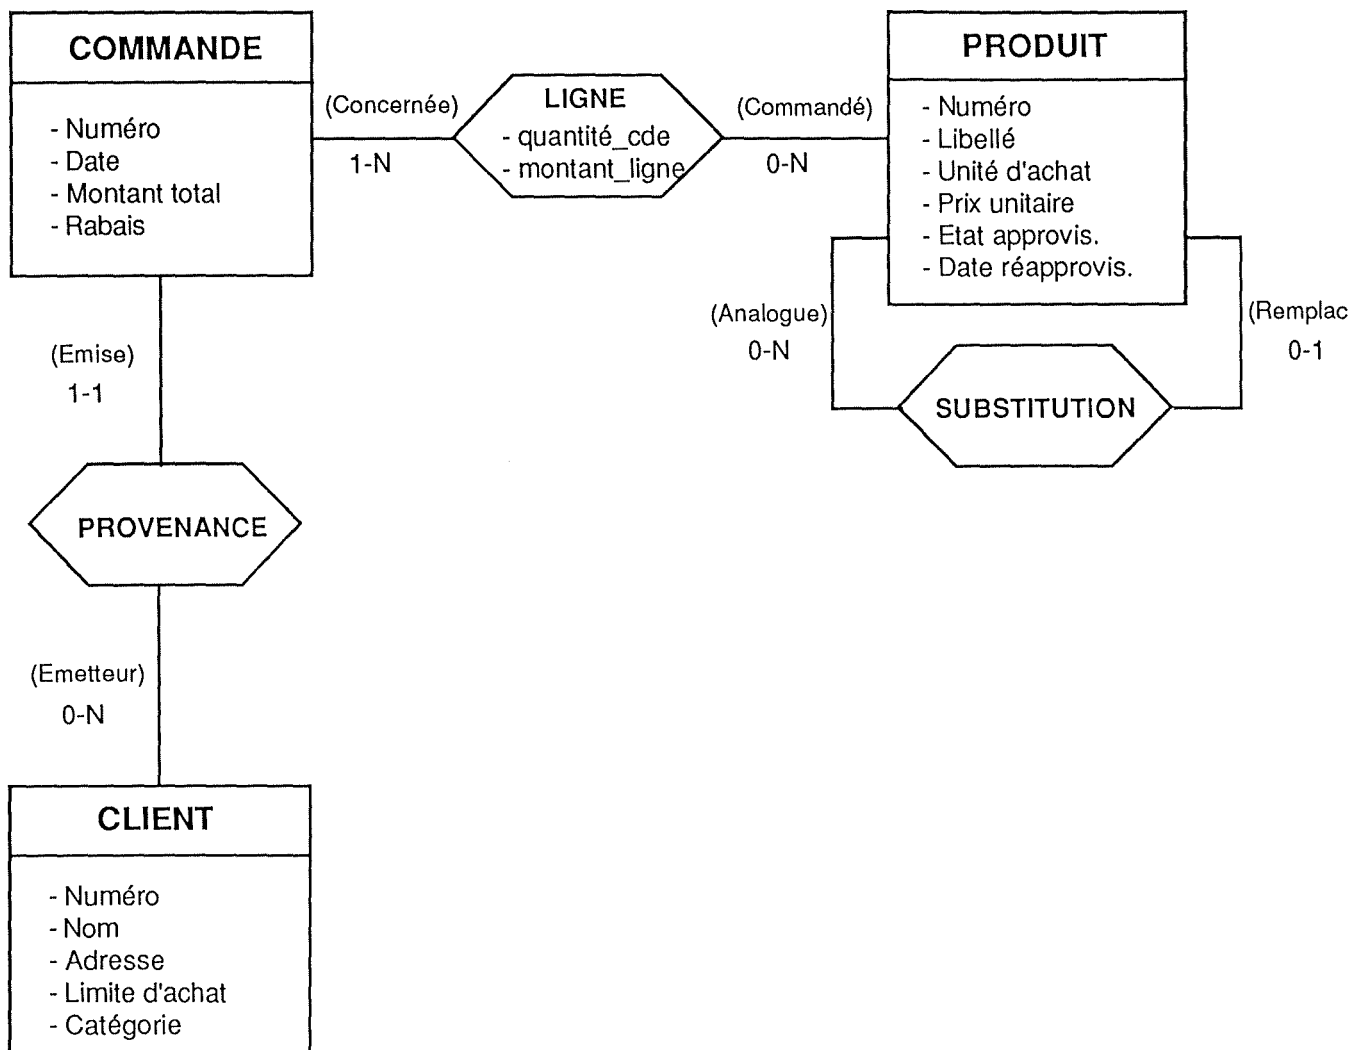 COMMANDE
- Numéro
- Date
- Montant total
- Rabais
(Concernée)
1-N
LIGNE
- quantité_cde
- montant_ligne
(Commandé)
0-N
PRODUIT
- Numéro
- Libellé
- Unité d'achat
- Prix unitaire
- Etat approvis.
- Date réapprovis.
(Analogue)
0-N
(Remplac
0-1
SUBSTITUTION
(Emise)
1-1
PROVENANCE
(Emetteur)
0-N
CLIENT
- Numéro
- Nom
- Adresse
- Limite d'achat
- Catégorie